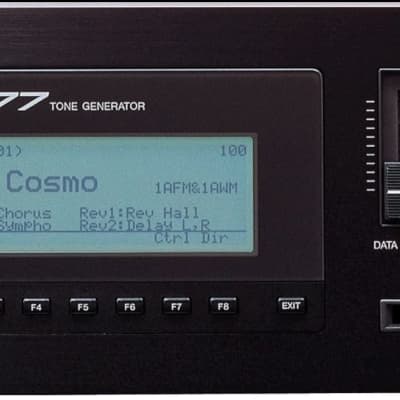 77 TONE GENERATOR
01) 100
Cosmo 1AFM&1AWM
Chorus Rev1:Rev Hall
Sympho Rev2:Delay L,R
Ctrl Dir
F4 F5 F6 F7 F8 EXIT
DATA